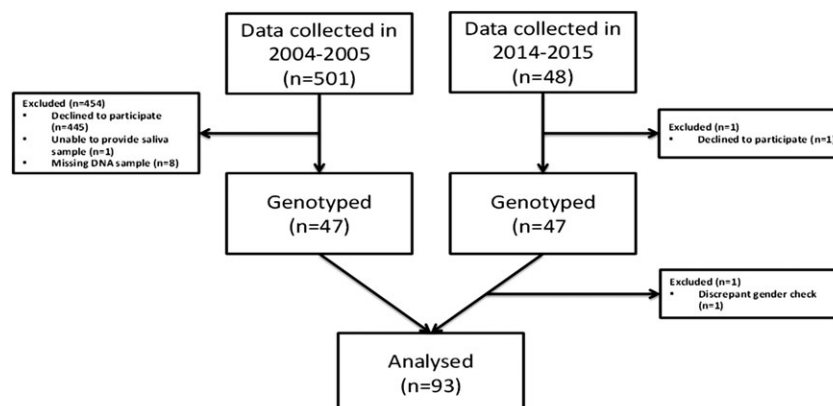 Data collected in
2004-2005
(n=501)
Data collected in
2014-2015
(n=48)
Excluded (n=454)
• Declined to participate
(n=445)
• Unable to provide saliva
sample (n=1)
• Missing DNA sample (n=8)
Excluded (n=1)
• Declined to participate (n=1)
Genotyped
(n=47)
Genotyped
(n=47
Excluded (n=1)
• Discrepant gender check
(n=1)
Analysed
(n=93)